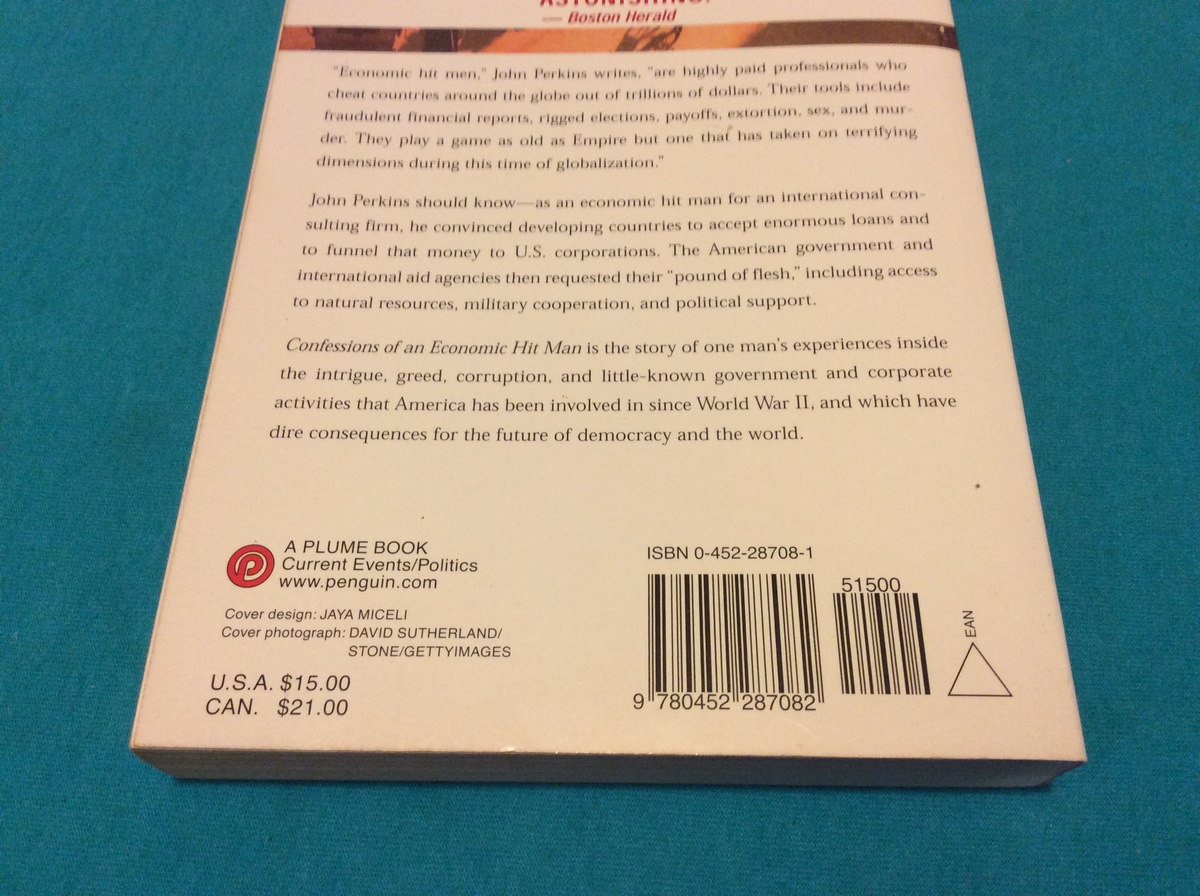 ASTONISHING.
— Boston Herald
"Economic hit men," John Perkins writes, "are highly paid professionals who
cheat countries around the globe out of trillions of dollars. Their tools include
fraudulent financial reports, rigged elections, payoffs, extortion, sex, and mur-
der. They play a game as old as Empire but one that has taken on terrifying
dimensions during this time of globalization."
John Perkins should know—as an economic hit man for an international con-
sulting firm, he convinced developing countries to accept enormous loans and
to funnel that money to U.S. corporations. The American government and
international aid agencies then requested their "pound of flesh," including access
to natural resources, military cooperation, and political support.
Confessions of an Economic Hit Man is the story of one man's experiences inside
the intrigue, greed, corruption, and little-known government and corporate
activities that America has been involved in since World War II, and which have
dire consequences for the future of democracy and the world.
A PLUME BOOK
Current Events/Politics
www.penguin.com
Cover design: JAYA MICELI
Cover photograph: DAVID SUTHERLAND/
STONE/GETTYIMAGES
U.S.A. $15.00
CAN. $21.00
ISBN 0-452-28708-1
51500
EAN
9 780452 287082